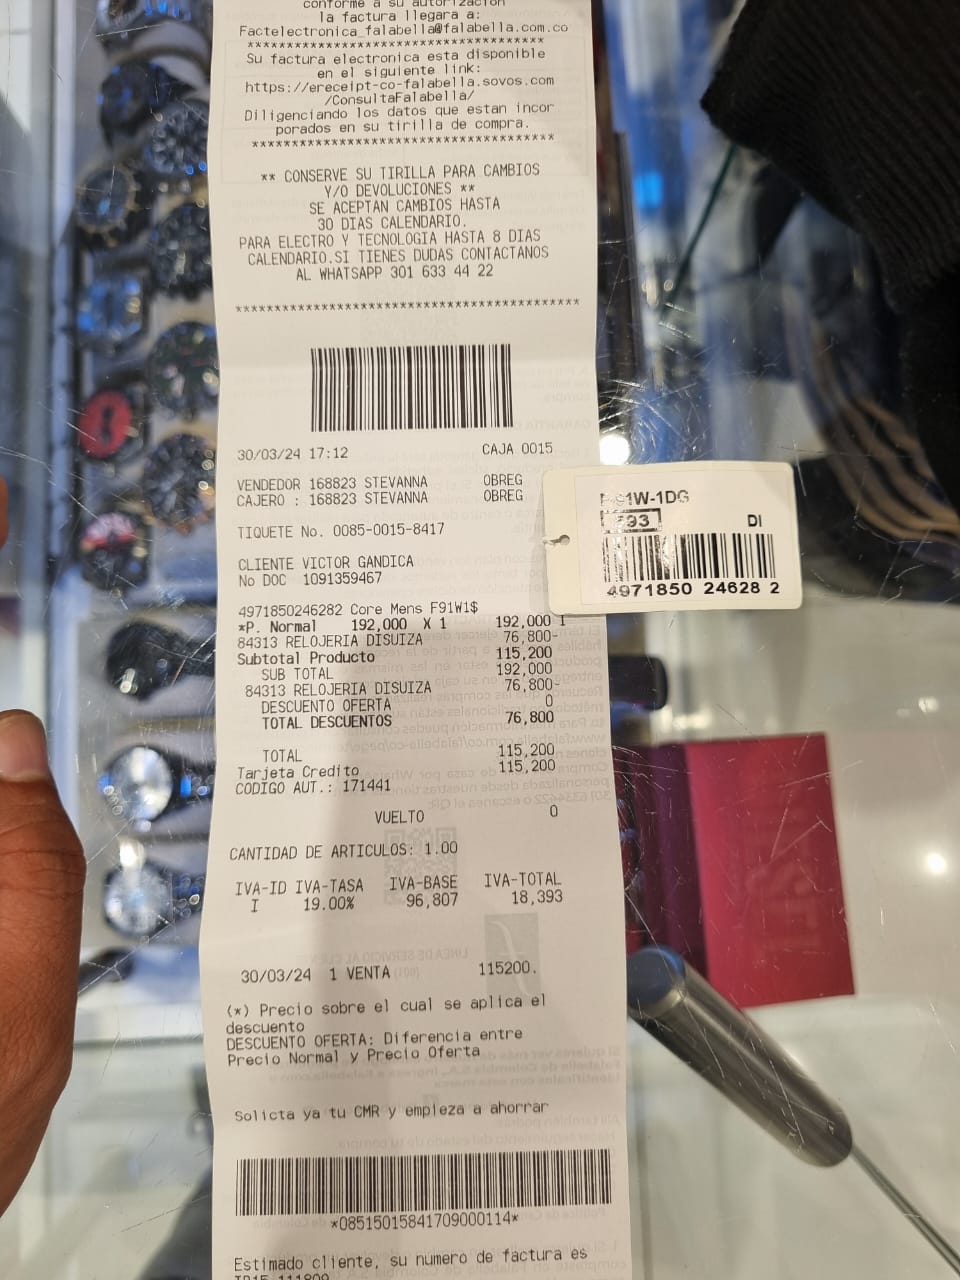 conforme a su autorizacion
la factura llegara a:
Factelectronica_falabella@falabella.com.co
**************************************
Su factura electronica esta disponible
en el siguiente link:
https://ereceipt-co-falabella.sovos.com
/ConsultaFalabella/
Diligenciando los datos que estan incor
porados en su tirilla de compra.
***************************************
** CONSERVE SU TIRILLA PARA CAMBIOS
Y/O DEVOLUCIONES **
SE ACEPTAN CAMBIOS HASTA
30 DIAS CALENDARIO.
PARA ELECTRO Y TECNOLOGIA HASTA 8 DIAS
CALENDARIO.SI TIENES DUDAS CONTACTANOS
AL WHATSAPP 301 633 44 22
********************************************
30/03/24 17:12 CAJA 0015
VENDEDOR 168823 STEVANNA OBREG
CAJERO : 168823 STEVANNA OBREG
TIQUETE No. 0085-0015-8417
CLIENTE VICTOR GANDICA
No DOC 1091359467
4971850246282 Core Mens F91W1$
*P. Normal 192,000 X 1 192,000 I
84313 RELOJERIA DISUIZA 76,800-
Subtotal Producto 115,200
SUB TOTAL 192,000
84313 RELOJERIA DISUIZA 76,800-
DESCUENTO OFERTA 0
TOTAL DESCUENTOS 76,800
TOTAL 115,200
Tarjeta Credito 115,200
CODIGO AUT.: 171441
VUELTO 0
CANTIDAD DE ARTICULOS: 1.00
IVA-ID IVA-TASA IVA-BASE IVA-TOTAL
I 19.00% 96,807 18,393
30/03/24 1 VENTA 115200.
(*) Precio sobre el cual se aplica el
descuento
DESCUENTO OFERTA: Diferencia entre
Precio Normal y Precio Oferta
Solicta ya tu CMR y empieza a ahorrar
*08515015841709000114*
Estimado cliente, su numero de factura es
F-91W-1DG
593 DI
4971850 24628 2